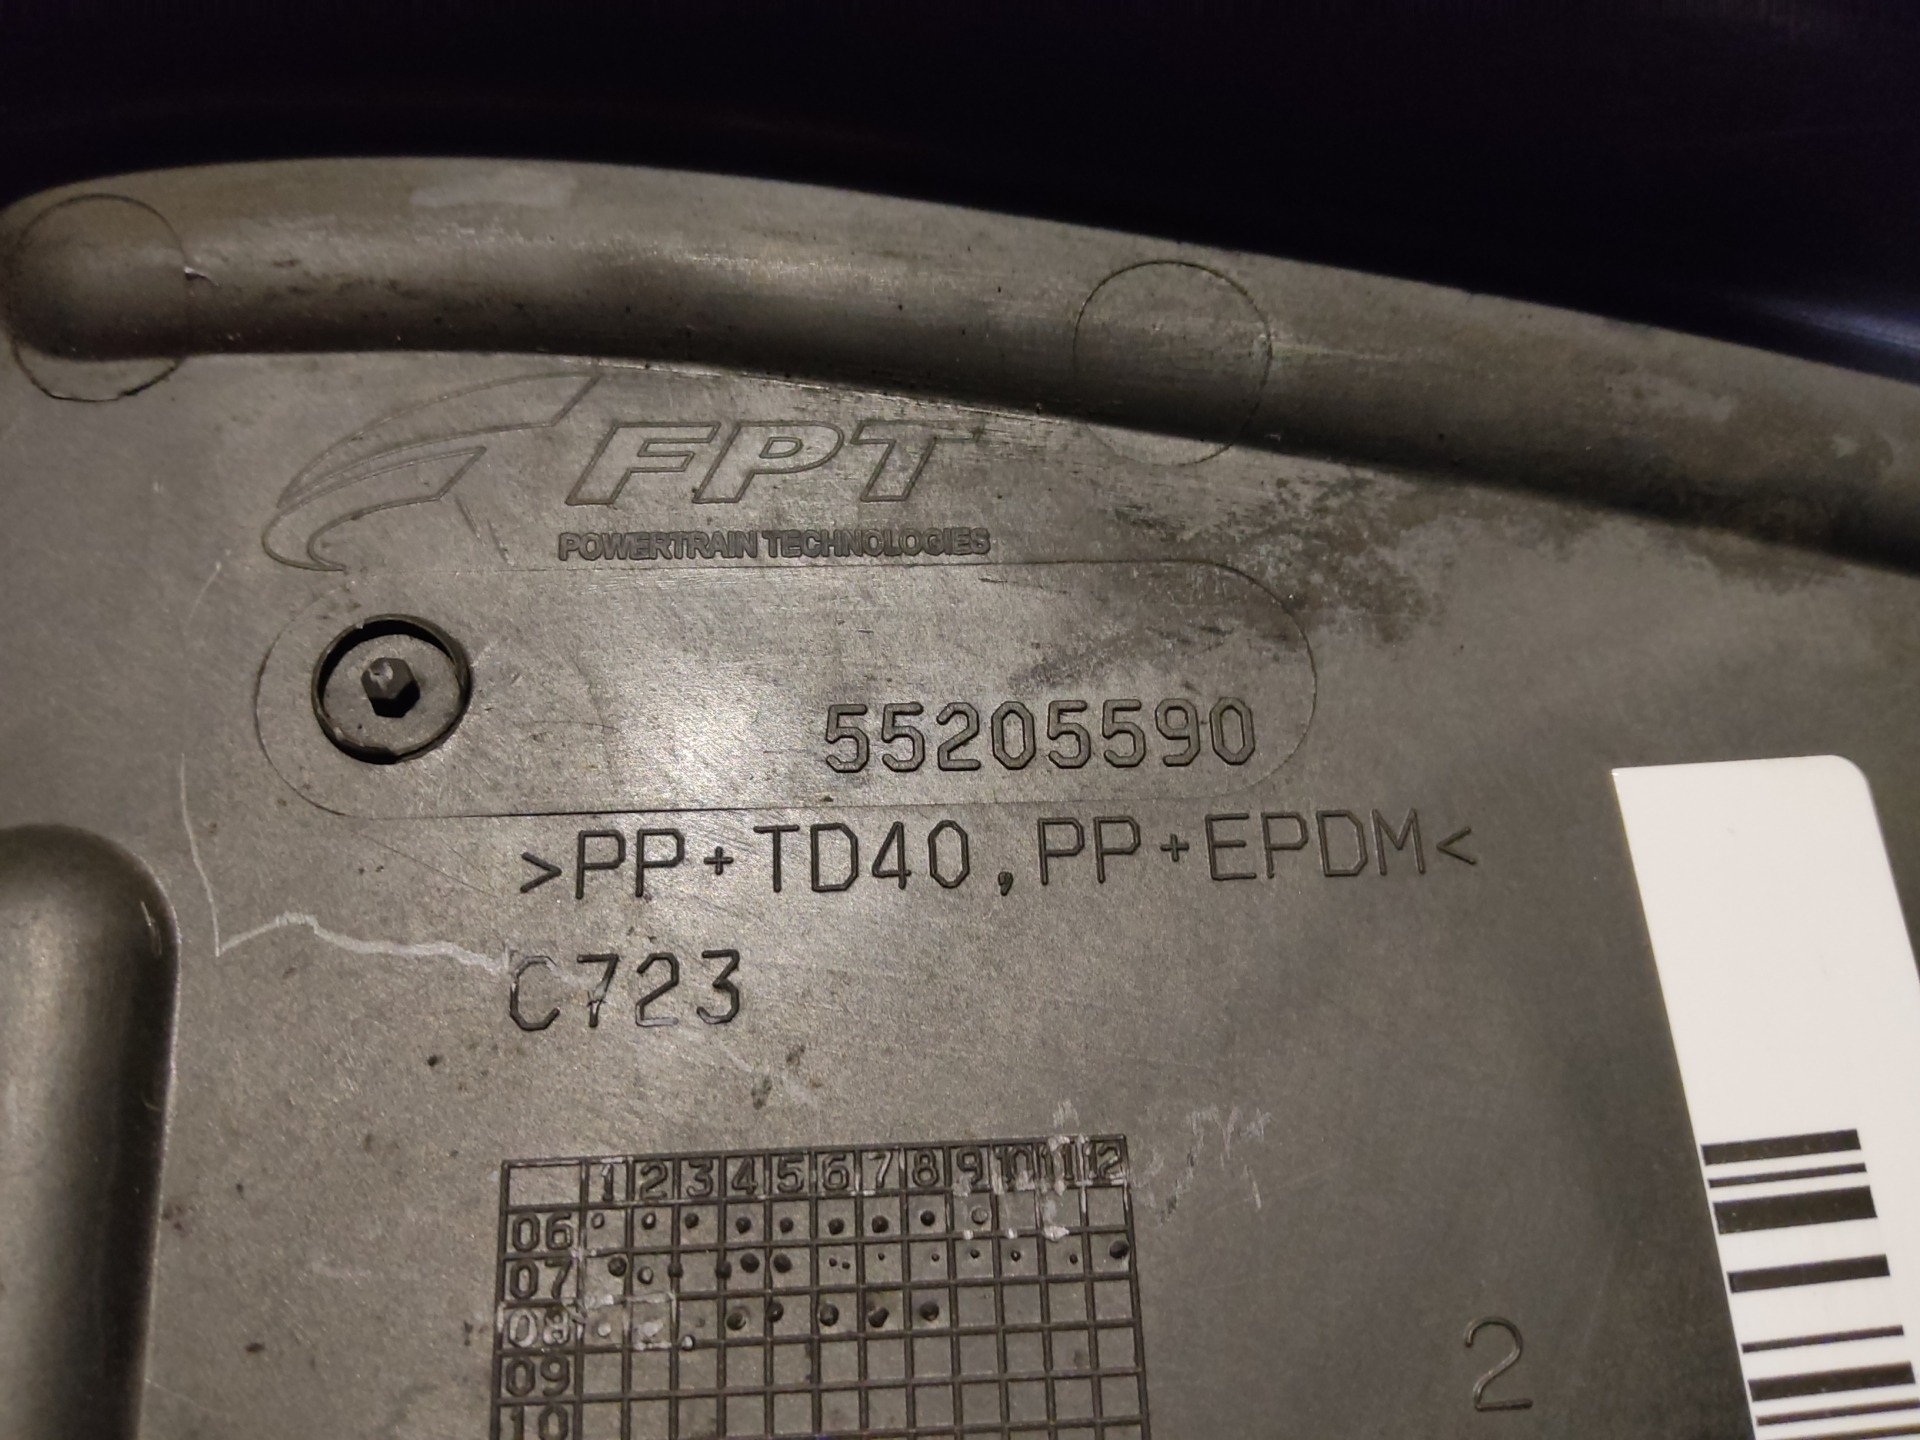 FPT
POWERTRAIN TECHNOLOGIES
55205590
>PP+TD40,PP+EPDM<
C723
1 2 3 4 5 6 7 8 9 10 11 12
06
07
08
09
10
2